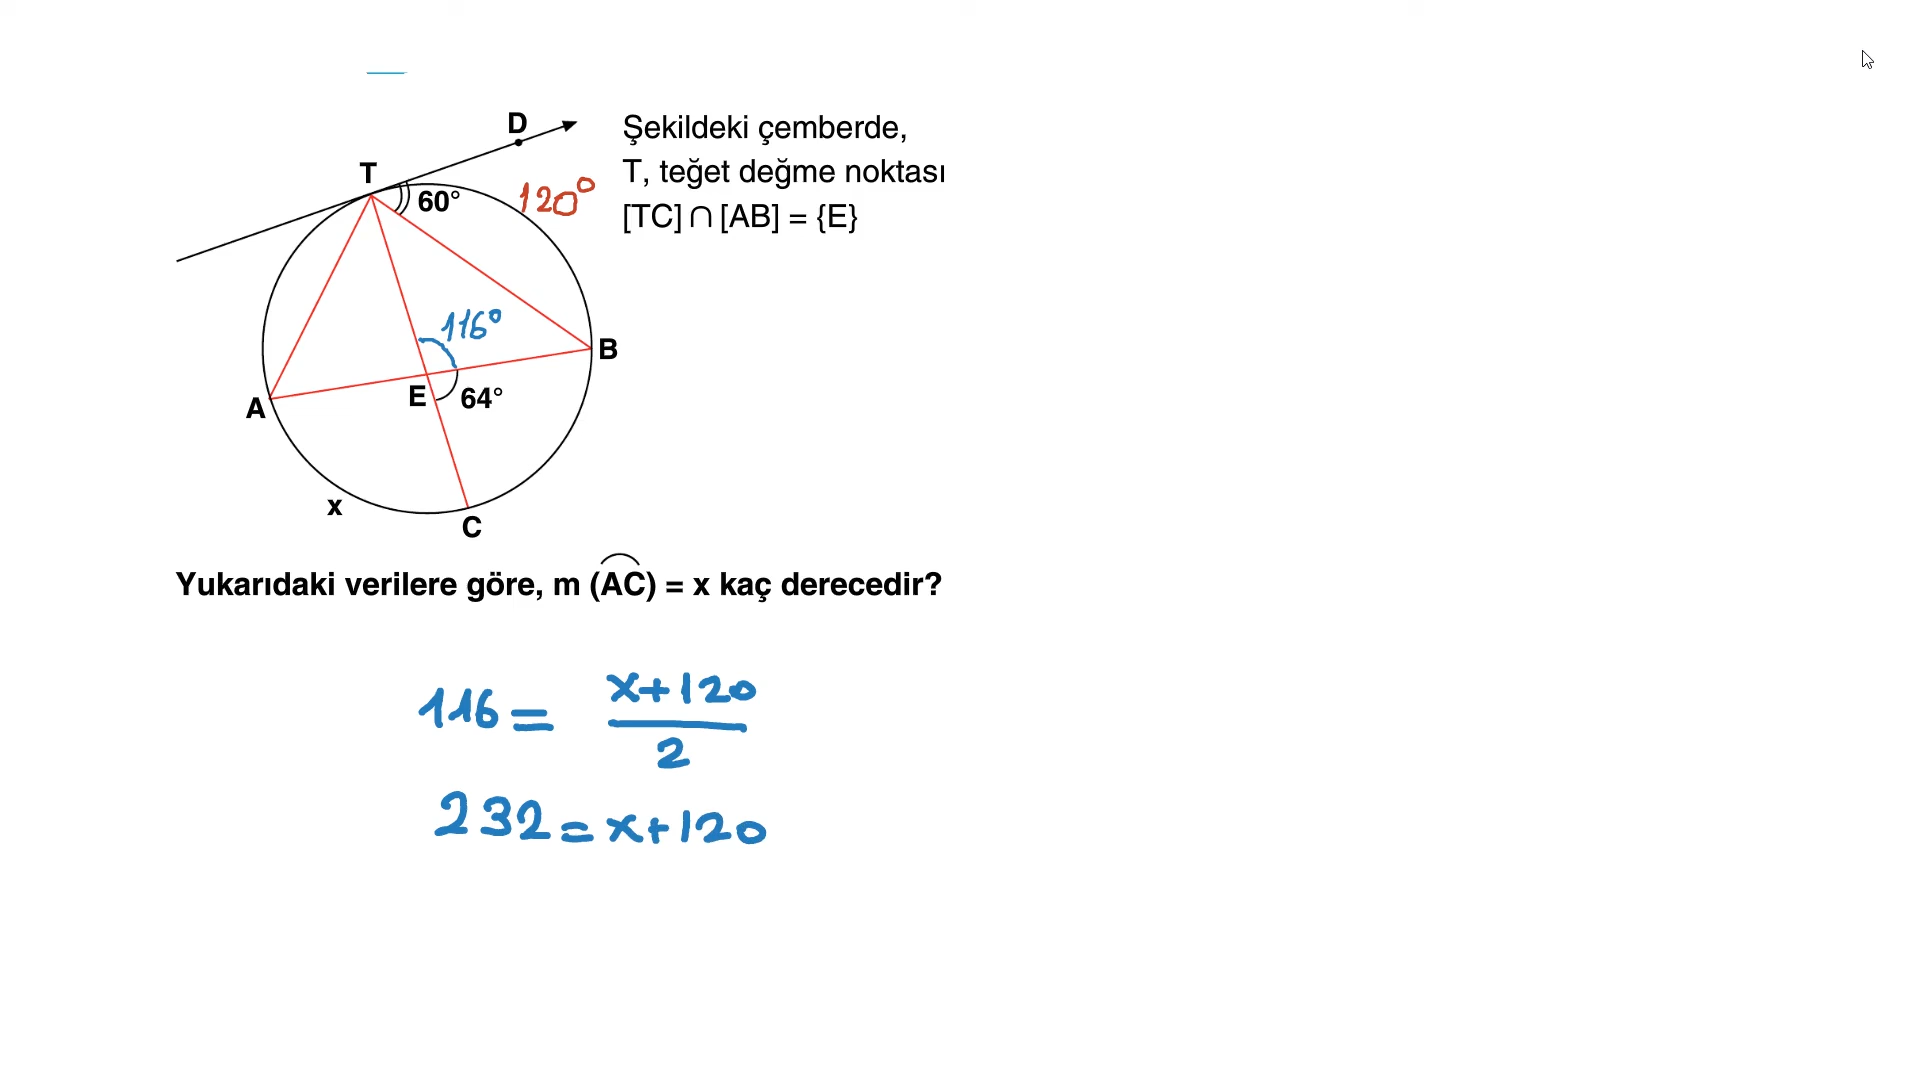 D
Şekildeki çemberde,
T
T, teğet değme noktası
60°
120°
[TC] ∩ [AB] = {E}
116°
B
E
64°
A
x
C
Yukarıdaki verilere göre, m (AC) = x kaç derecedir?
116 = x+120
2
232 = x+120